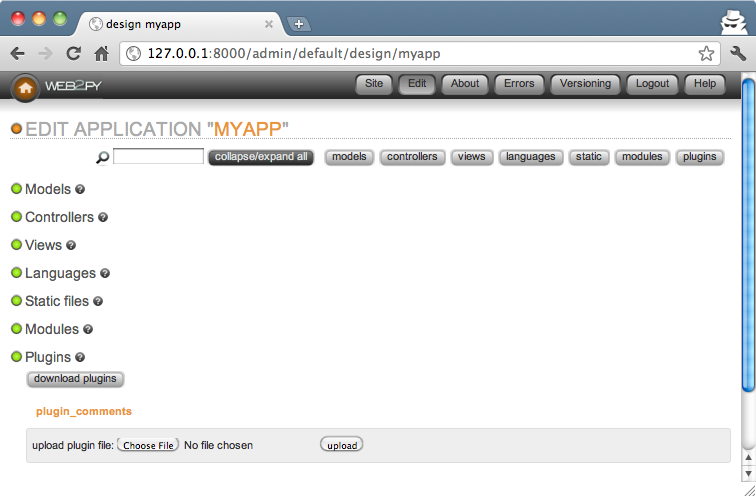 design myapp
127.0.0.1:8000/admin/default/design/myapp
WEB2PY Site Edit About Errors Versioning Logout Help
EDIT APPLICATION "MYAPP"
collapse/expand all models controllers views languages static modules plugins
Models ?
Controllers ?
Views ?
Languages ?
Static files ?
Modules ?
Plugins ?
download plugins
plugin_comments
upload plugin file: Choose File No file chosen upload